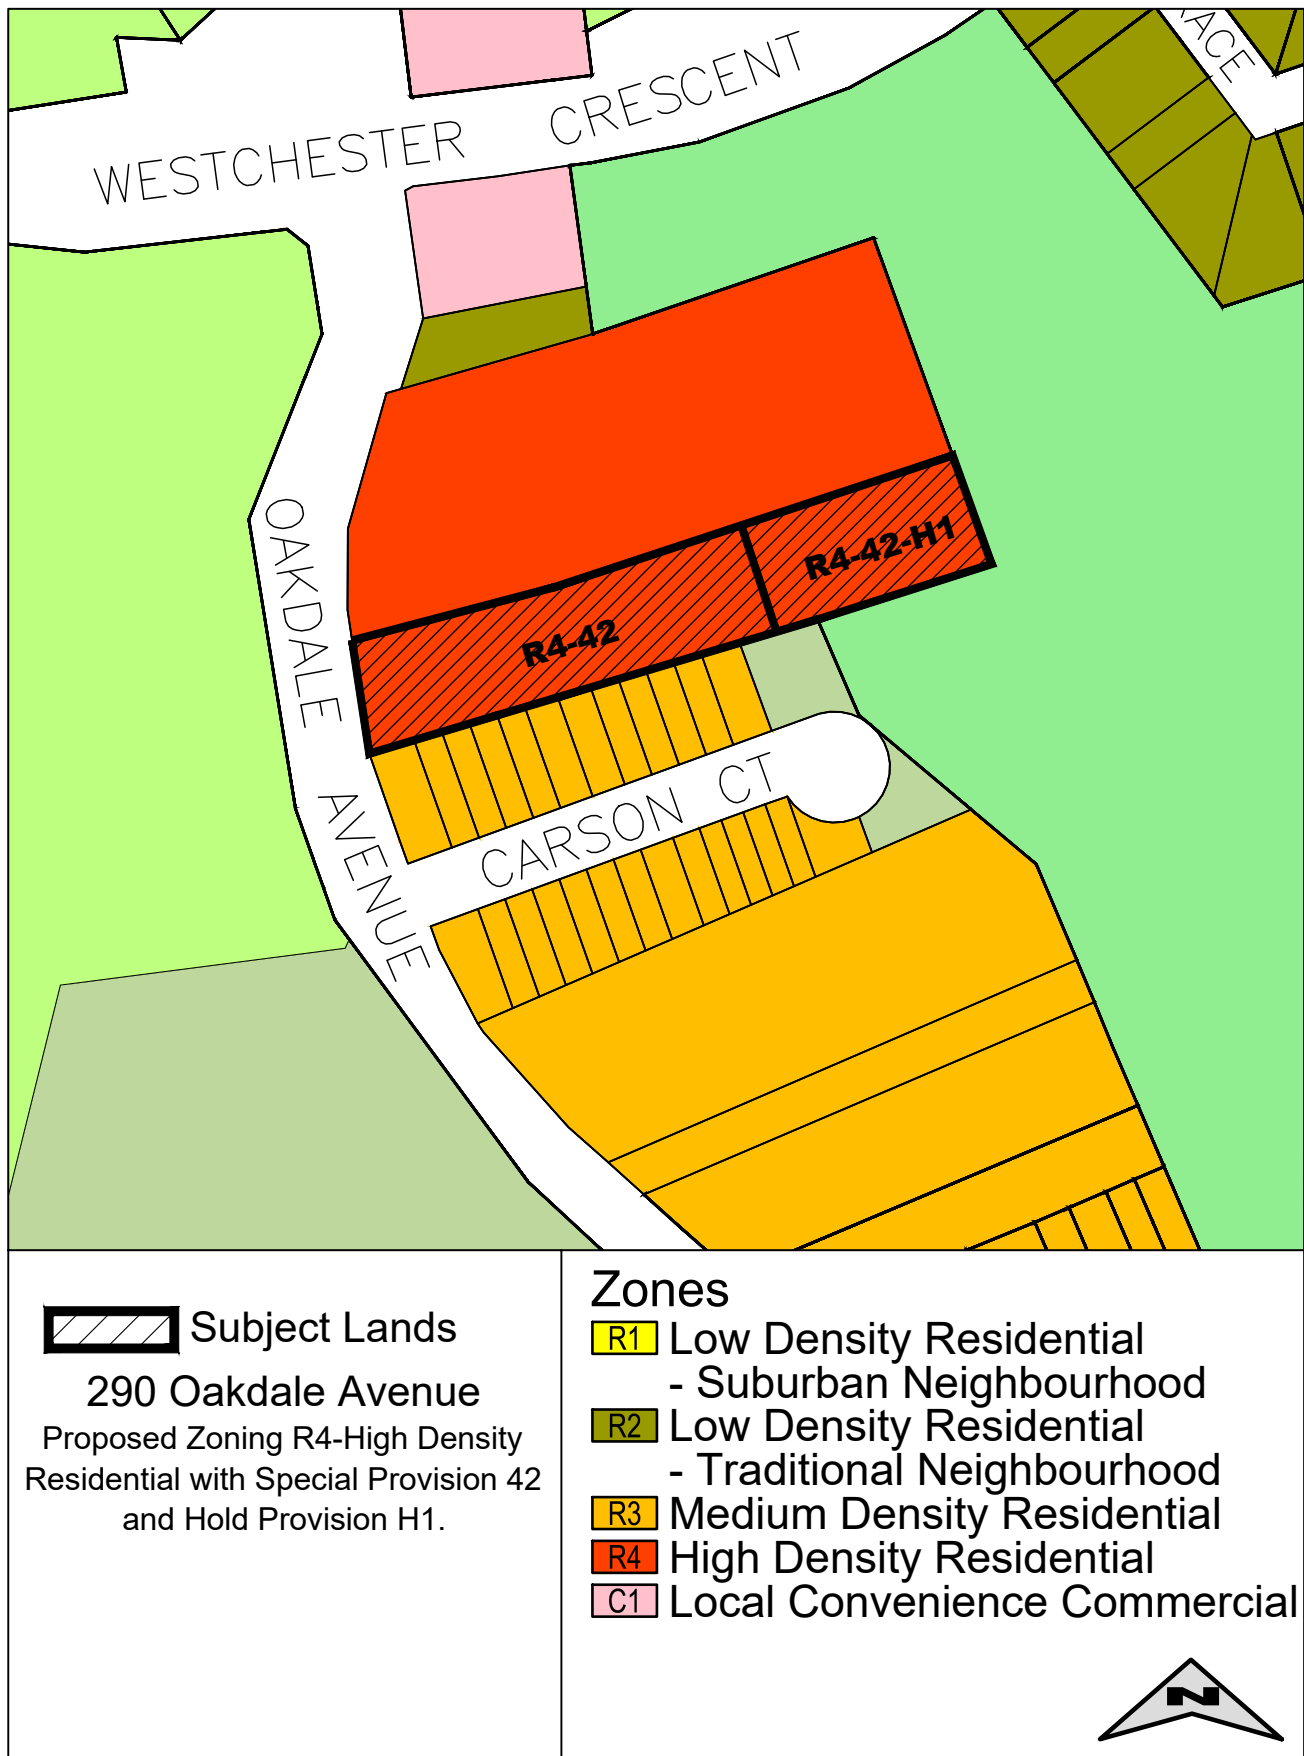 RACE
WESTCHESTER CRESCENT
OAKDALE AVENUE
R4-42-H1
R4-42
CARSON CT
Subject Lands
290 Oakdale Avenue
Proposed Zoning R4-High Density
Residential with Special Provision 42
and Hold Provision H1.
Zones
R1 Low Density Residential
- Suburban Neighbourhood
R2 Low Density Residential
- Traditional Neighbourhood
R3 Medium Density Residential
R4 High Density Residential
C1 Local Convenience Commercial
N